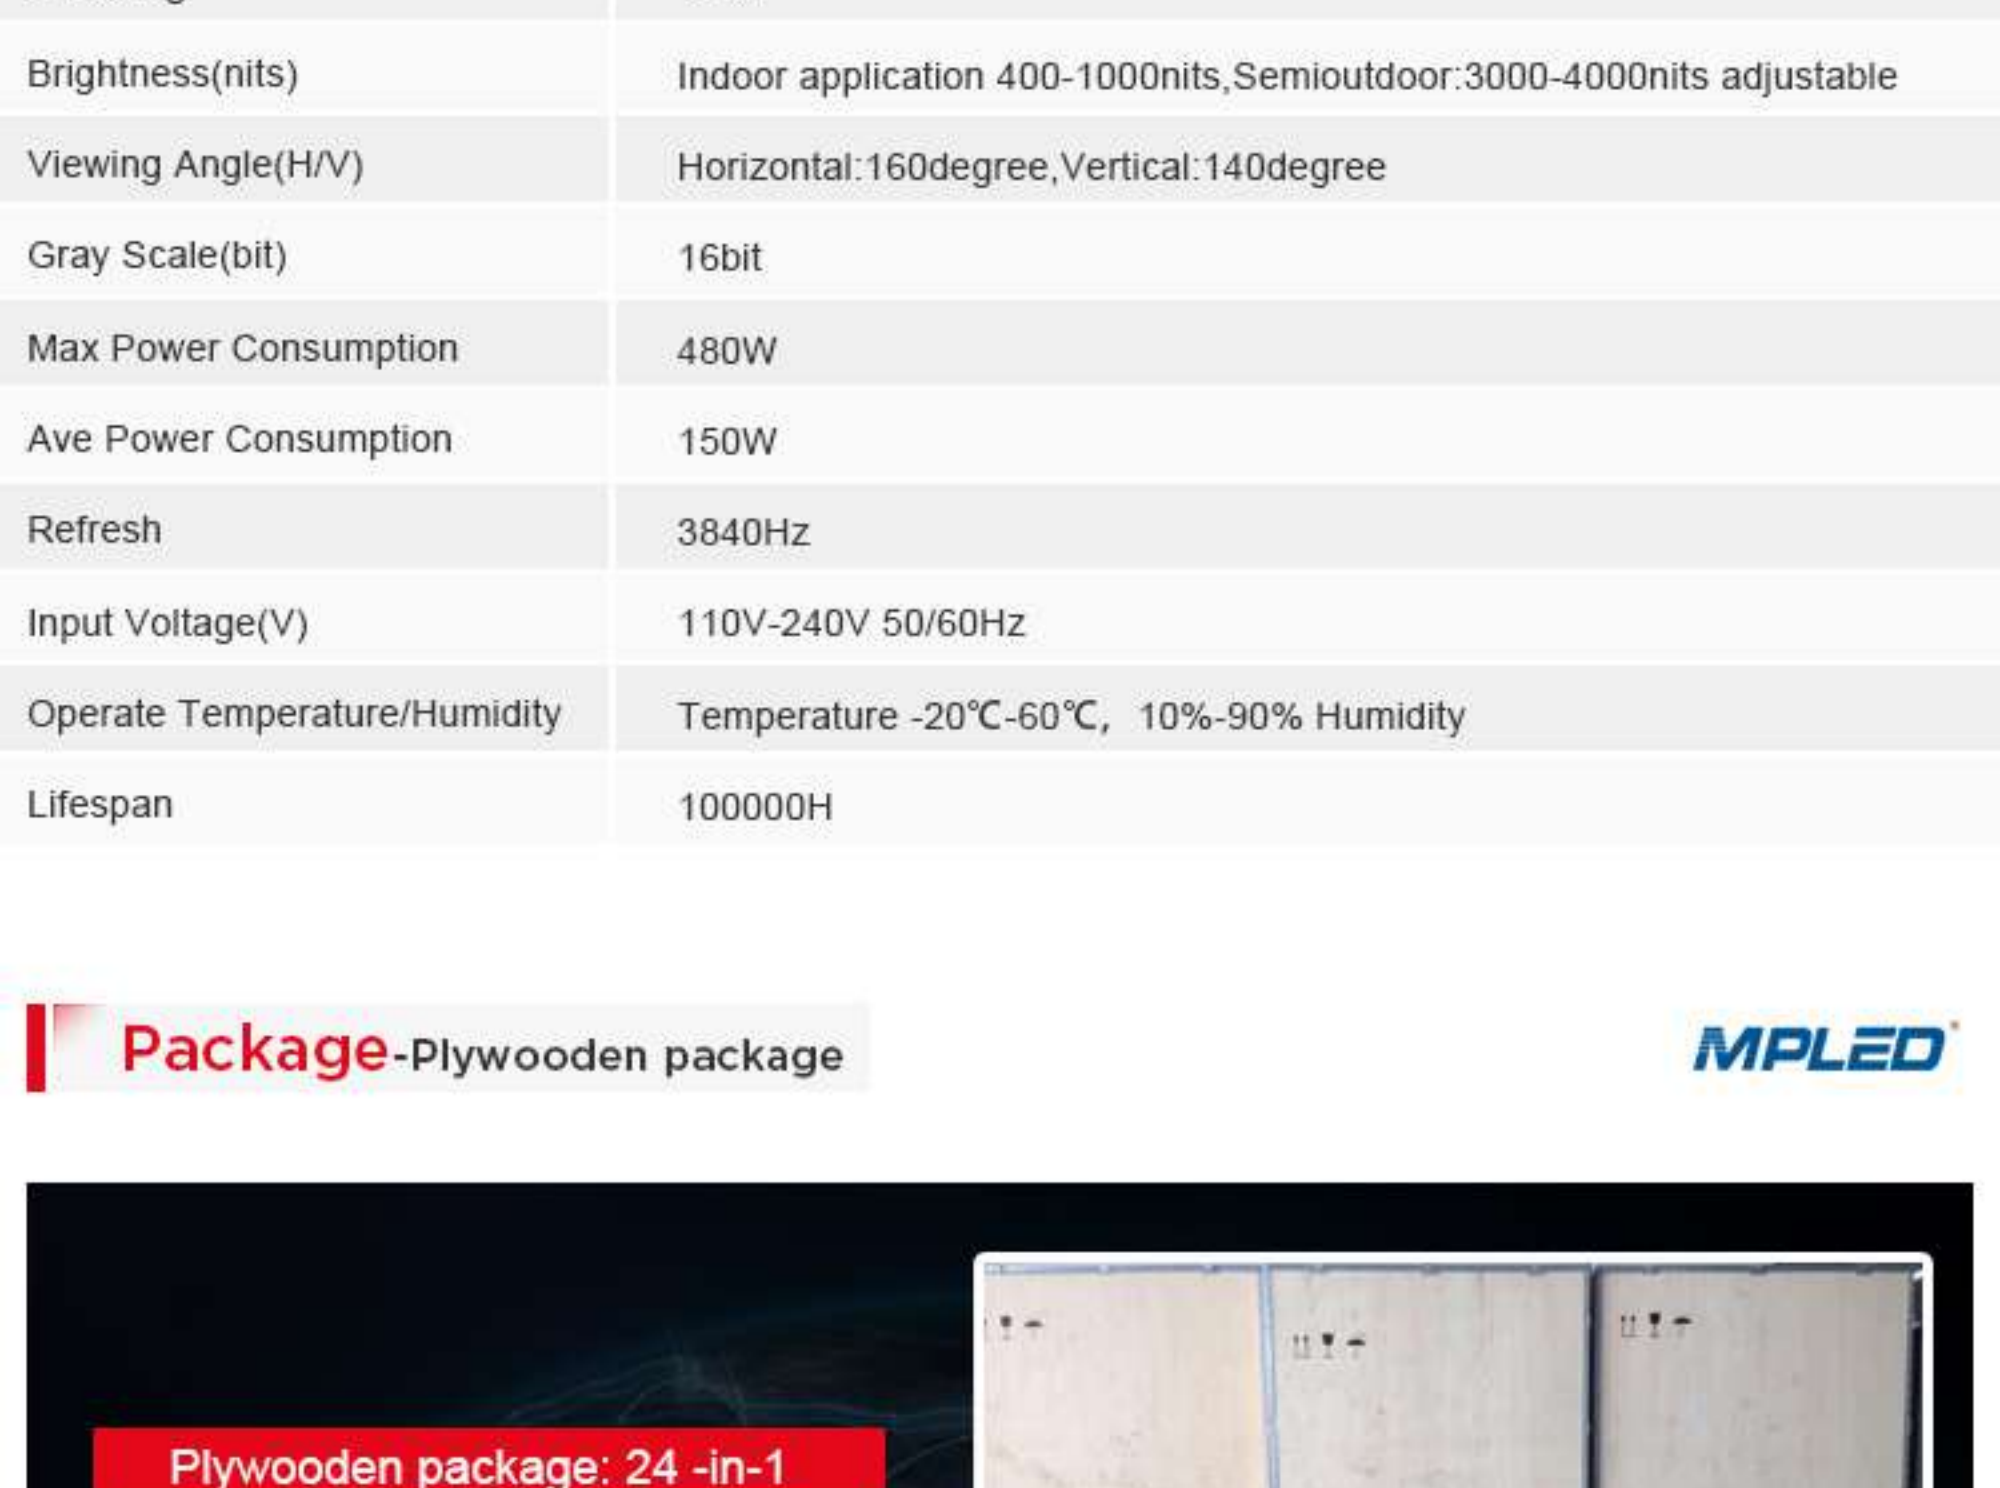 Brightness(nits) Indoor application 400-1000nits,Semioutdoor:3000-4000nits adjustable
Viewing Angle(H/V) Horizontal:160degree,Vertical:140degree
Gray Scale(bit) 16bit
Max Power Consumption 480W
Ave Power Consumption 150W
Refresh 3840Hz
Input Voltage(V) 110V-240V 50/60Hz
Operate Temperature/Humidity Temperature -20℃-60℃, 10%-90% Humidity
Lifespan 100000H
Package-Plywooden package
MPLED
Plywooden package: 24 -in-1